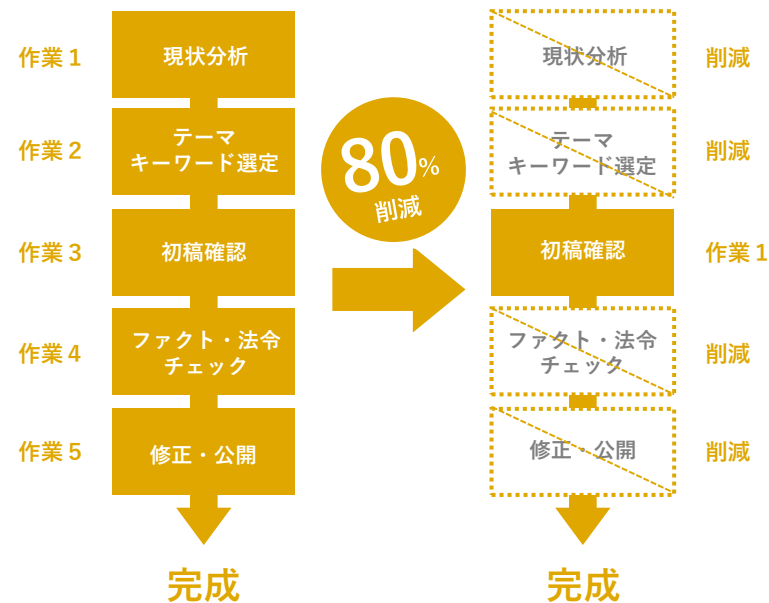 作業 1
現状分析
作業 2
テーマ
キーワード選定
作業 3
初稿確認
作業 4
ファクト・法令
チェック
作業 5
修正・公開
完成
80%
削減
現状分析
削減
テーマ
キーワード選定
削減
初稿確認
作業 1
ファクト・法令
チェック
削減
修正・公開
削減
完成